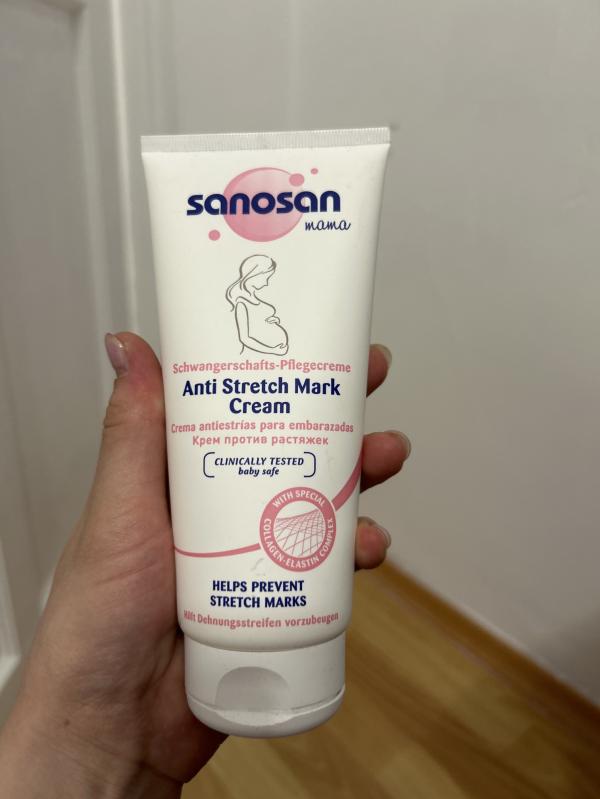 sanosan
mama
Schwangerschafts-Pflegecreme
Anti Stretch Mark
Cream
Crema antiestrías para embarazadas
Крем против растяжек
CLINICALLY TESTED
baby safe
WITH SPECIAL
COLLAGEN-ELASTIN COMPLEX
HELPS PREVENT
STRETCH MARKS
Hilft Dehnungsstreifen vorzubeugen